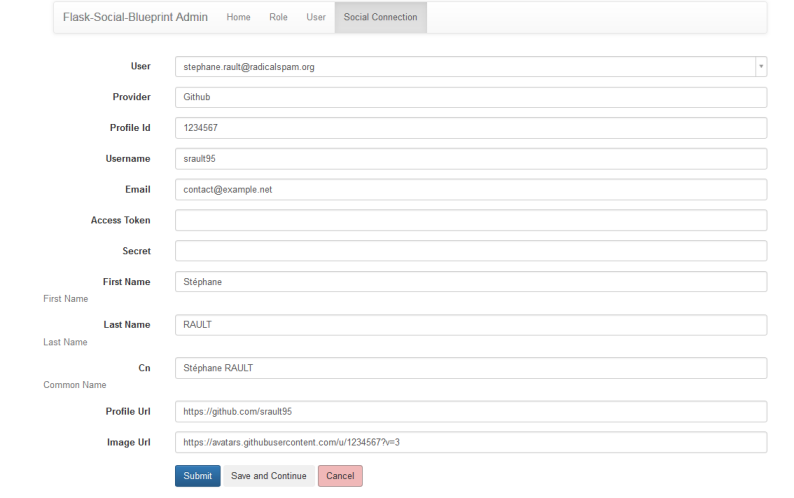 Flask-Social-Blueprint Admin Home Role User Social Connection
User stephane.rault@radicalspam.org
Provider Github
Profile Id 1234567
Username srault95
Email contact@example.net
Access Token
Secret
First Name Stéphane
First Name
Last Name RAULT
Last Name
Cn Stéphane RAULT
Common Name
Profile Url https://github.com/srault95
Image Url https://avatars.githubusercontent.com/u/1234567?v=3
Submit Save and Continue Cancel